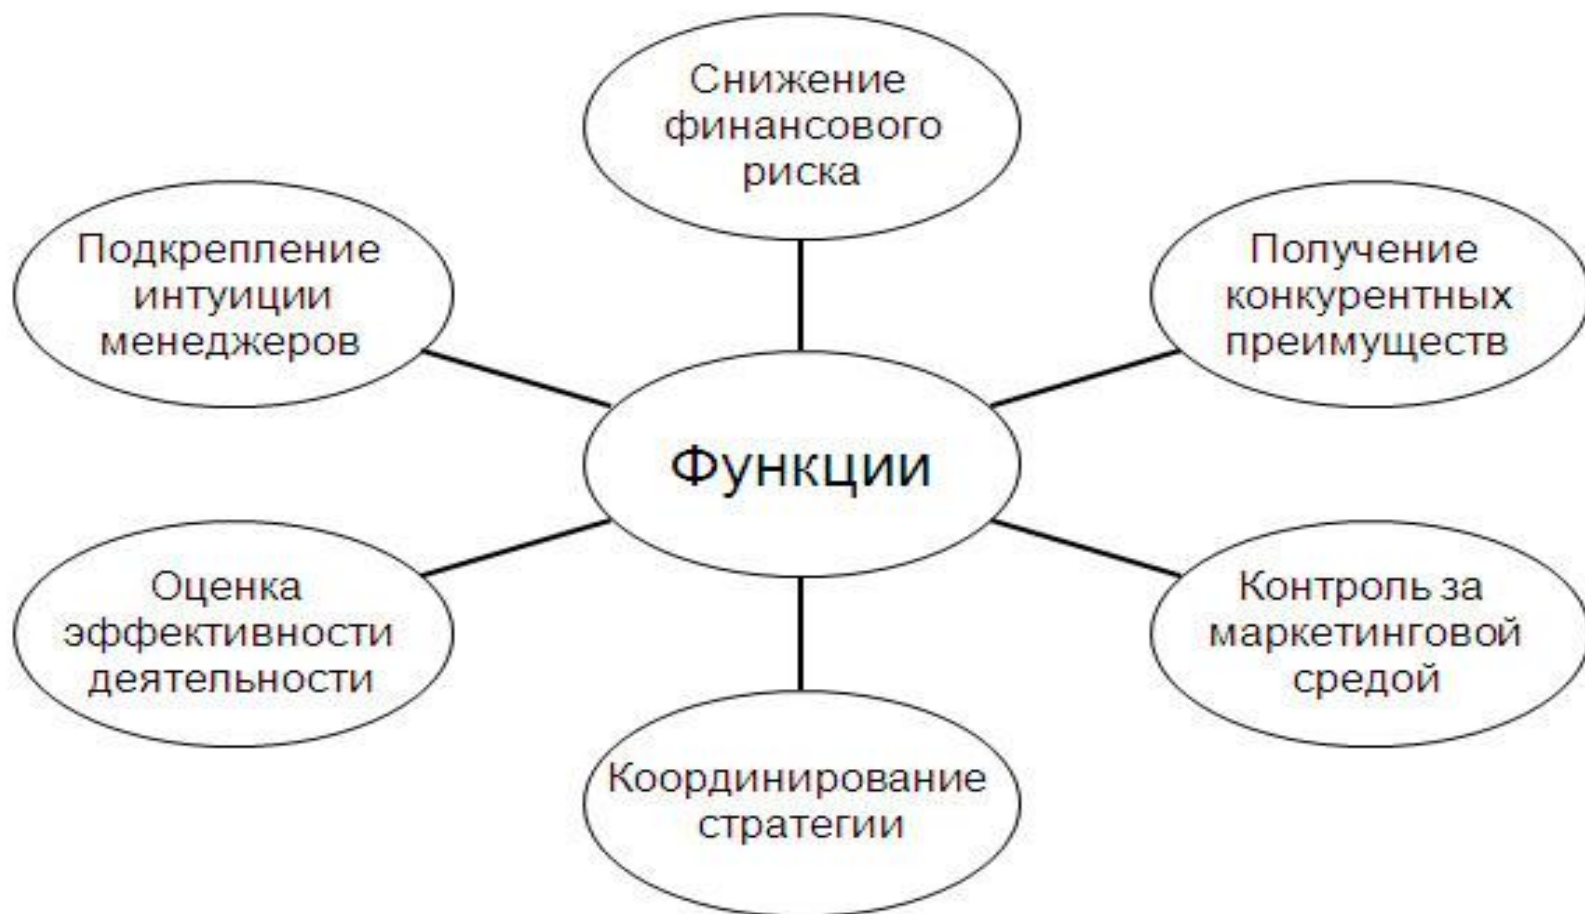 Снижение
финансового
риска
Подкрепление
интуиции
менеджеров
Получение
конкурентных
преимуществ
Функции
Оценка
эффективности
деятельности
Контроль за
маркетинговой
средой
Координирование
стратегии